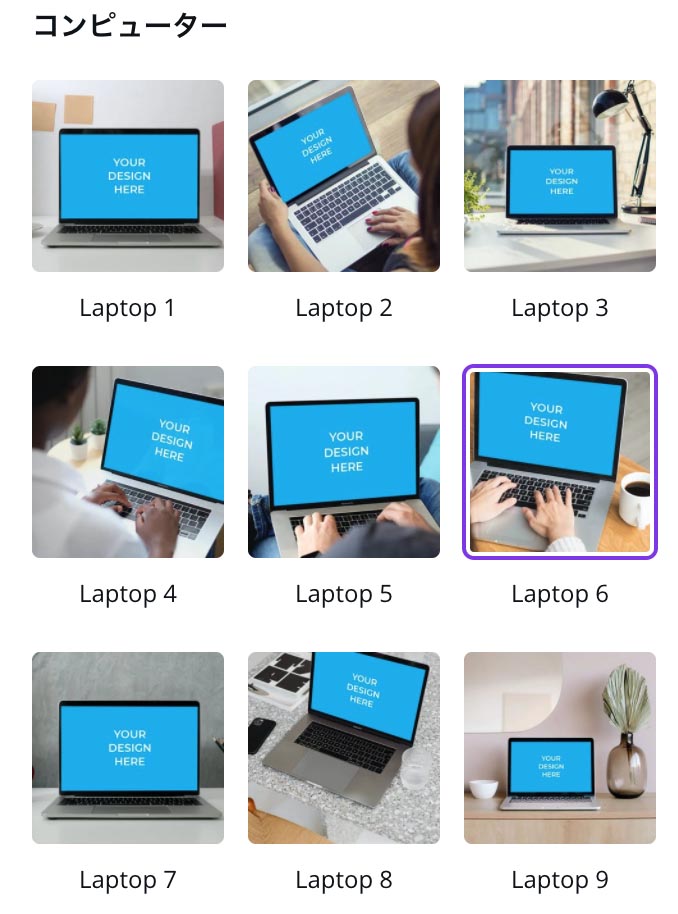 コンピューター
YOUR
DESIGN
HERE
YOUR
DESIGN
HERE
YOUR
DESIGN
HERE
Laptop 1
Laptop 2
Laptop 3
YOUR
DESIGN
HERE
YOUR
DESIGN
HERE
YOUR
DESIGN
HERE
Laptop 4
Laptop 5
Laptop 6
YOUR
DESIGN
HERE
YOUR
DESIGN
HERE
YOUR
DESIGN
HERE
Laptop 7
Laptop 8
Laptop 9